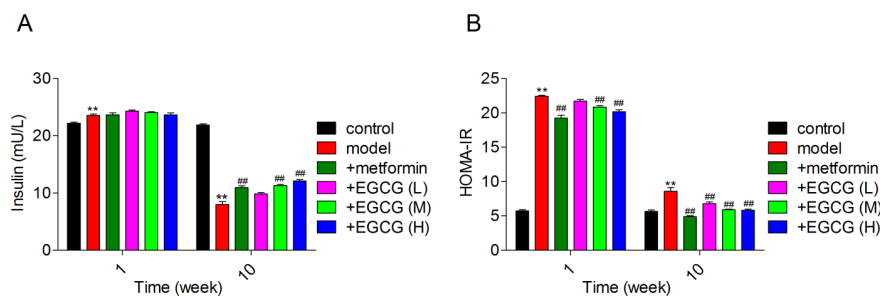 A
Insulin (mU/L)
30
20
10
0
**
**
##
##
##
1
10
Time (week)
control
model
+metformin
+EGCG (L)
+EGCG (M)
+EGCG (H)
B
HOMA-IR
25
20
15
10
5
0
**
##
##
##
**
##
##
##
##
1
10
Time (week)
control
model
+metformin
+EGCG (L)
+EGCG (M)
+EGCG (H)